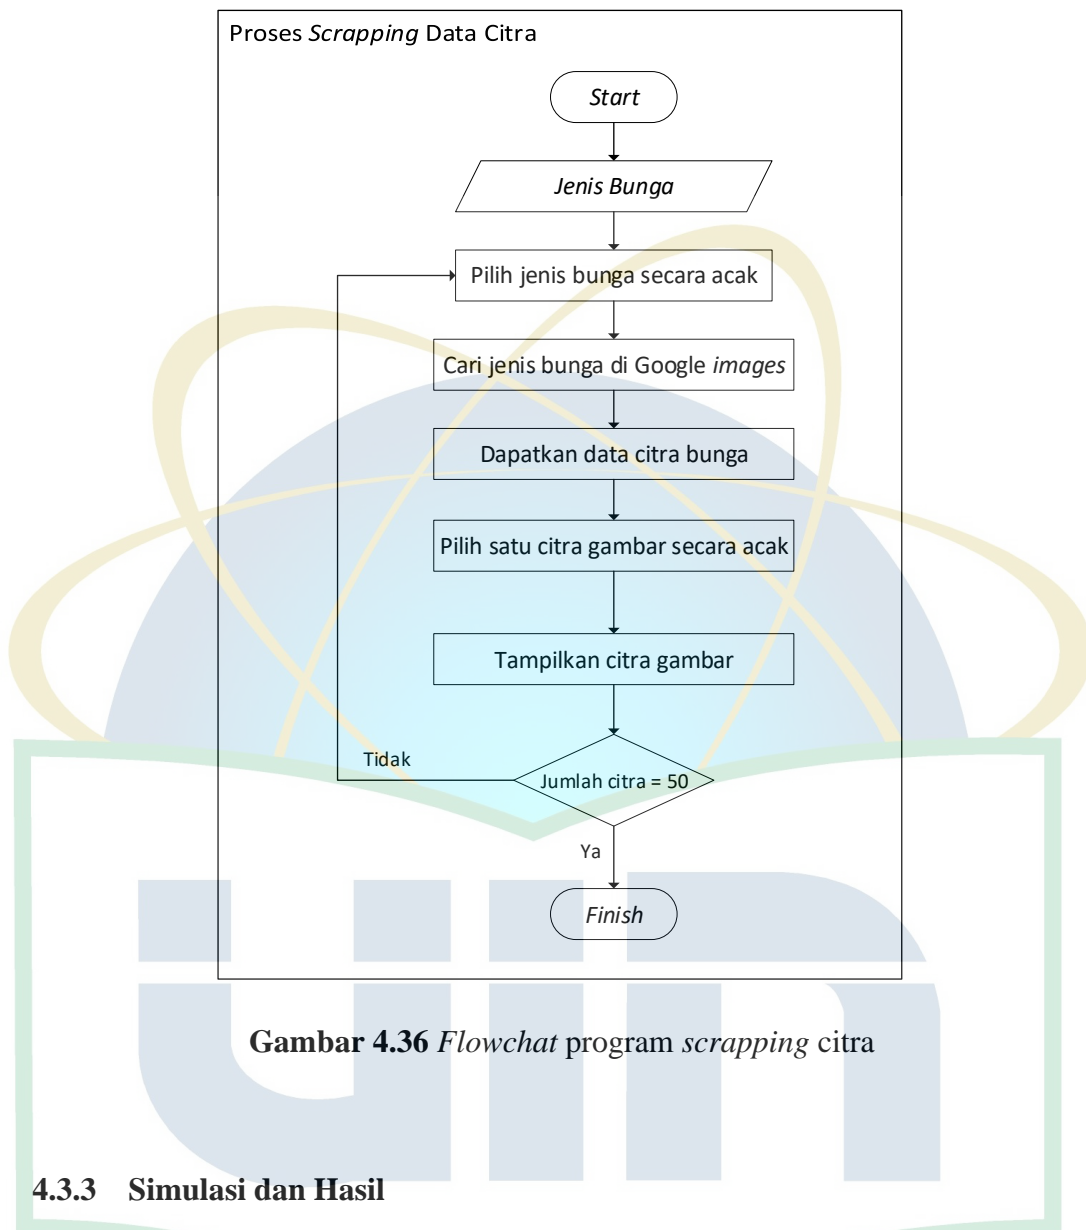 Proses Scrapping Data Citra
Start
Jenis Bunga
Pilih jenis bunga secara acak
Cari jenis bunga di Google images
Dapatkan data citra bunga
Pilih satu citra gambar secara acak
Tampilkan citra gambar
Tidak
Jumlah citra = 50
Ya
Finish
Gambar 4.36 Flowchat program scrapping citra
4.3.3 Simulasi dan Hasil
uin